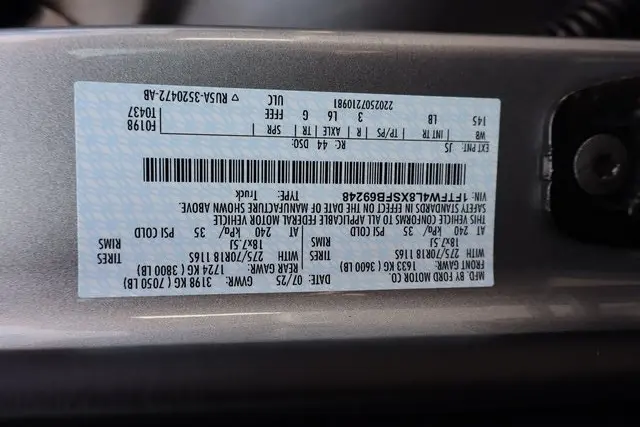 MFD. BY FORD MOTOR CO.
DATE: 07/25 GVWR: 3198 KG ( 7050 LB)
FRONT GAWR: 1633 KG ( 3600 LB) REAR GAWR: 1724 KG ( 3800 LB)
WITH 275/70R18 116S TIRES WITH 275/70R18 116S TIRES
18x7.5J RIMS 18x7.5J RIMS
AT 240 kPa/ 35 PSI COLD AT 240 kPa/ 35 PSI COLD
THIS VEHICLE CONFORMS TO ALL APPLICABLE FEDERAL MOTOR VEHICLE
SAFETY STANDARDS IN EFFECT ON THE DATE OF MANUFACTURE SHOWN ABOVE.
VIN: 1FTFW4L8XSFB69248 TYPE: Truck
EXT PNT: JS RC: 44 DSO: F0198
WB INT TR TP/PS R AXLE TR SPR T0437
145 LB 3 L6 G FFEE
220250721098 ULC ▽ RU5A-3520472-AB